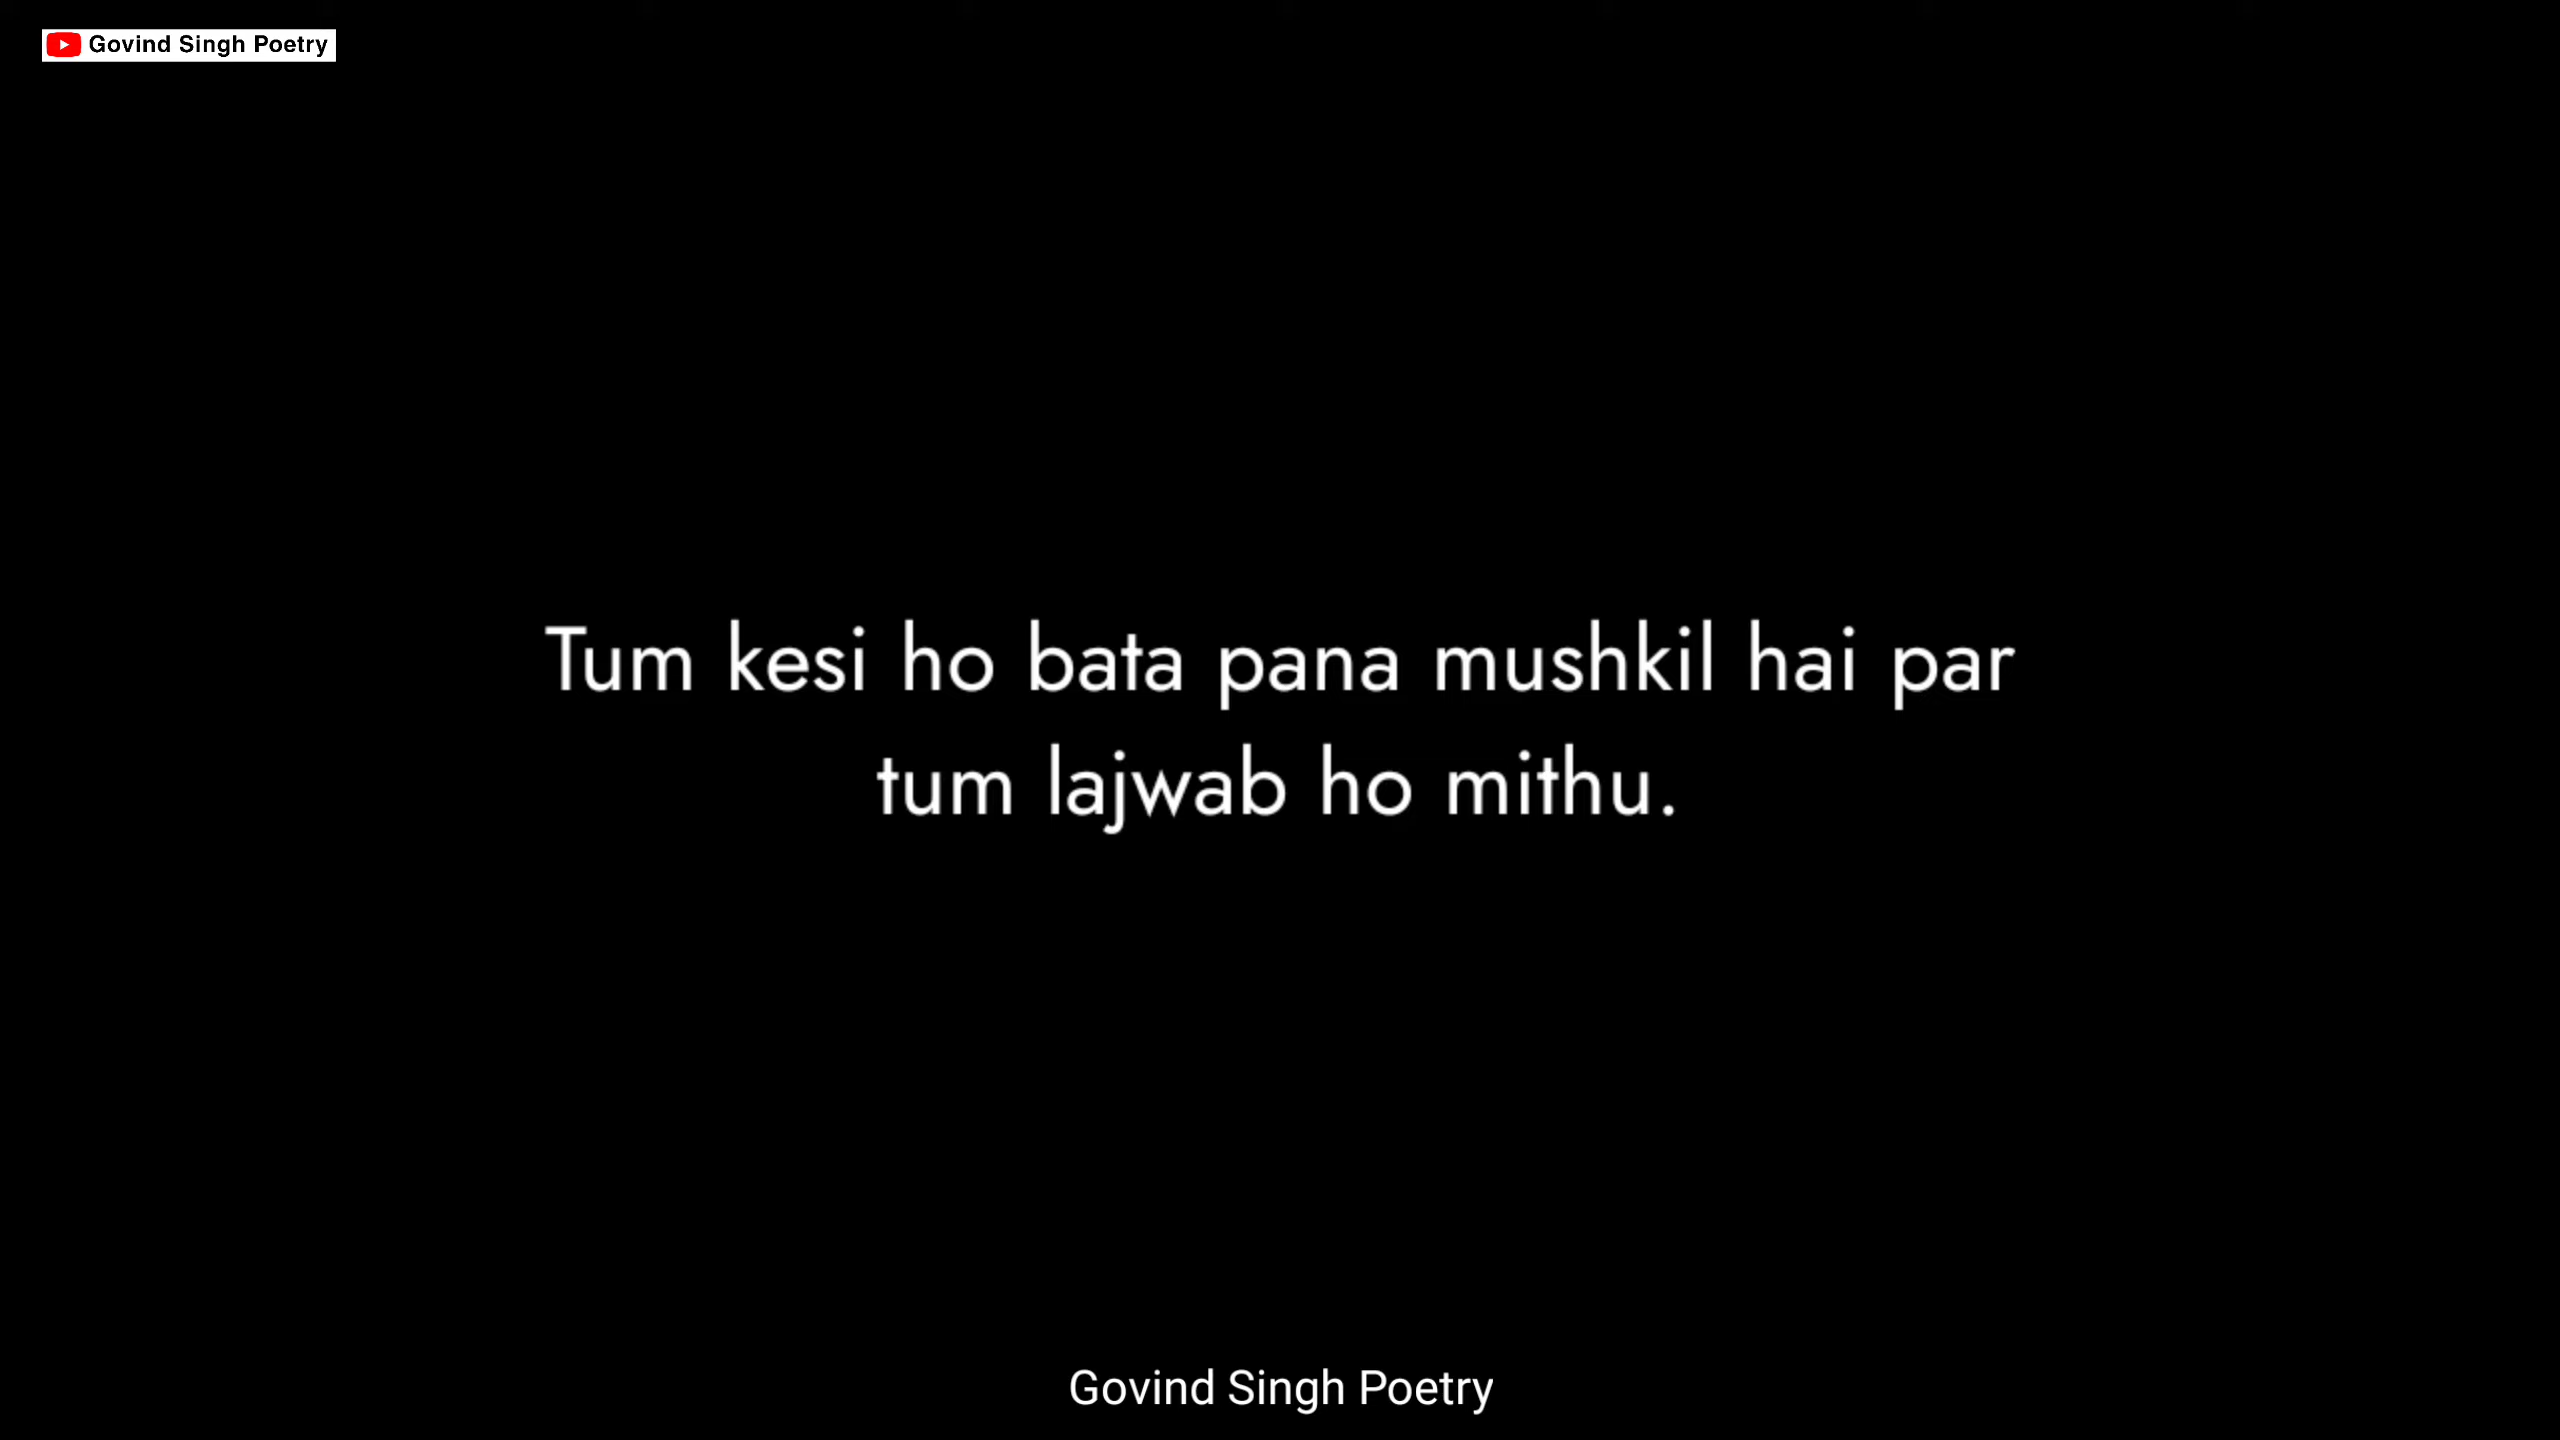 Govind Singh Poetry
Tum kesi ho bata pana mushkil hai par
tum lajwab ho mithu.
Govind Singh Poetry